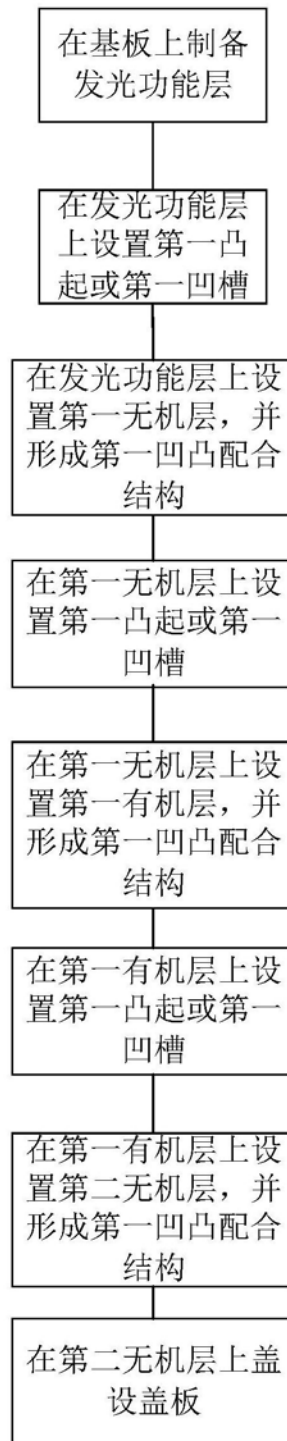 在基板上制备
发光功能层
在发光功能层
上设置第一凸
起或第一凹槽
在发光功能层上设
置第一无机层，并
形成第一凹凸配合
结构
在第一无机层上设
置第一凸起或第一
凹槽
在第一无机层上设
置第一有机层，并
形成第一凹凸配合
结构
在第一有机层上设
置第一凸起或第一
凹槽
在第一有机层上设
置第二无机层，并
形成第一凹凸配合
结构
在第二无机层上盖
设盖板